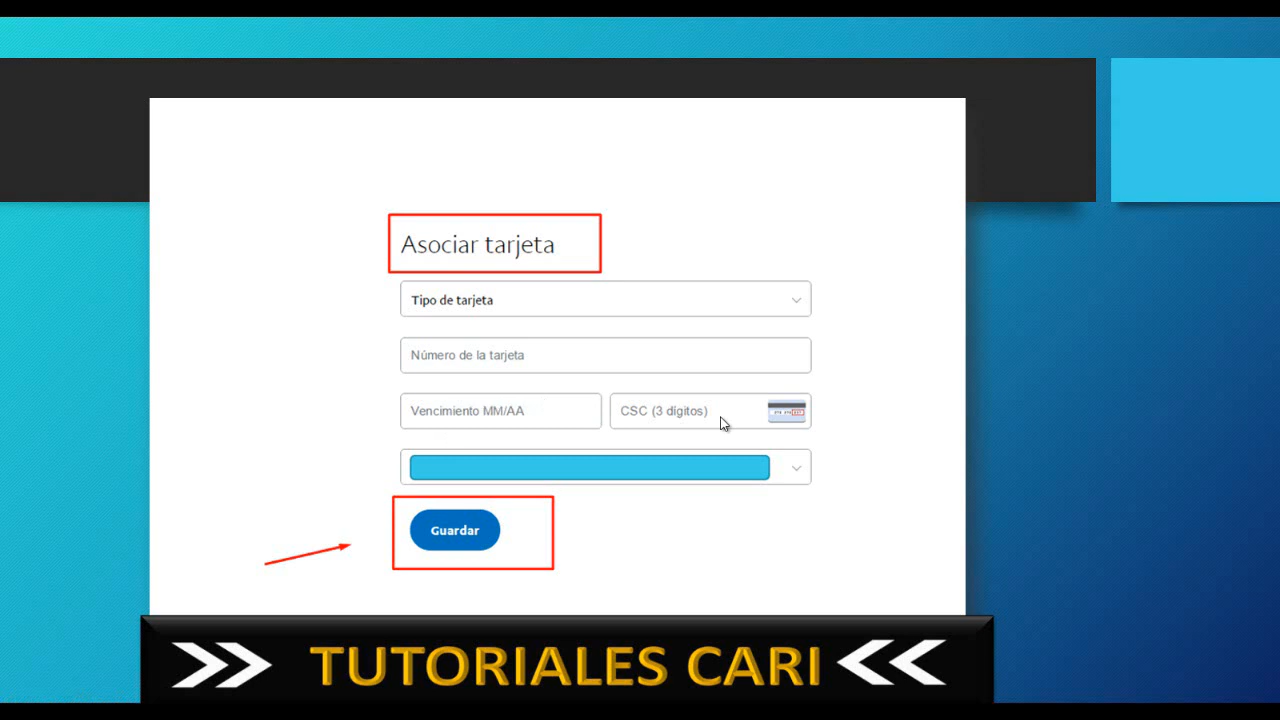 Asociar tarjeta
Tipo de tarjeta
Número de la tarjeta
Vencimiento MM/AA CSC (3 dígitos)
Guardar
TUTORIALES CARI